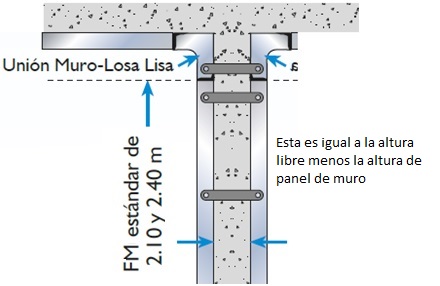 Unión Muro-Losa Lisa
a
FM estándar de
2.10 y 2.40 m
Esta es igual a la altura
libre menos la altura de
panel de muro